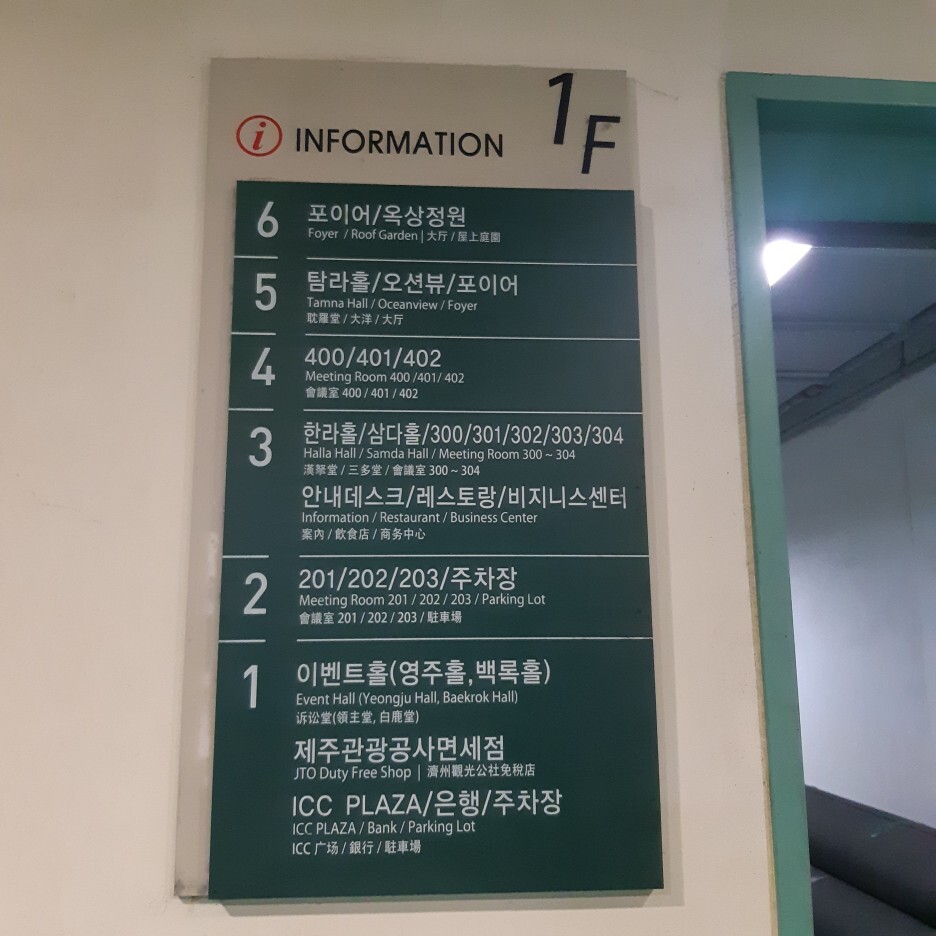 i INFORMATION 1F
6 포이어/옥상정원
Foyer / Roof Garden | 大厅 / 屋上庭園
5 탐라홀/오션뷰/포이어
Tamna Hall / Oceanview / Foyer
耽羅堂 / 大洋 / 大厅
4 400/401/402
Meeting Room 400 /401/ 402
會議室 400 / 401 / 402
3 한라홀/삼다홀/300/301/302/303/304
Halla Hall / Samda Hall / Meeting Room 300 ~ 304
漢拏堂 / 三多堂 / 會議室 300 ~ 304
안내데스크/레스토랑/비지니스센터
Information / Restaurant / Business Center
案內 / 飮食店 / 商务中心
2 201/202/203/주차장
Meeting Room 201 / 202 / 203 / Parking Lot
會議室 201 / 202 / 203 / 駐車場
1 이벤트홀(영주홀,백록홀)
Event Hall (Yeongju Hall, Baekrok Hall)
诉讼堂(領主堂, 白鹿堂)
제주관광공사면세점
JTO Duty Free Shop | 濟州觀光公社免稅店
ICC PLAZA/은행/주차장
ICC PLAZA / Bank / Parking Lot
ICC 广场 / 銀行 / 駐車場